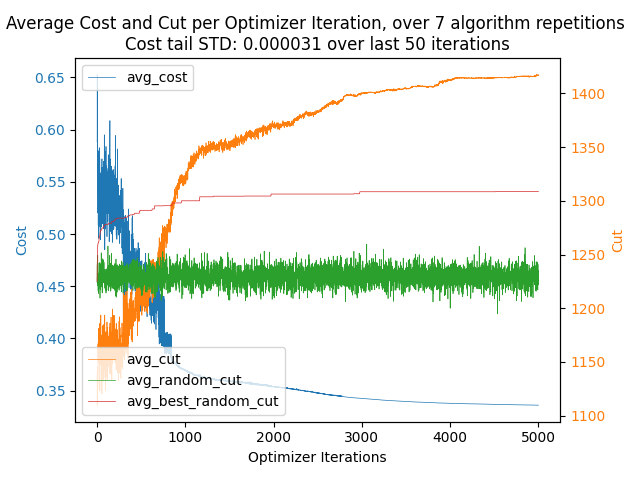 Average Cost and Cut per Optimizer Iteration, over 7 algorithm repetitions
Cost tail STD: 0.000031 over last 50 iterations
avg_cost
0.65
0.60
0.55
0.50
0.45
0.40
0.35
Cost
1400
1350
1300
1250
1200
1150
1100
Cut
avg_cut
avg_random_cut
avg_best_random_cut
0
1000
2000
3000
4000
5000
Optimizer Iterations